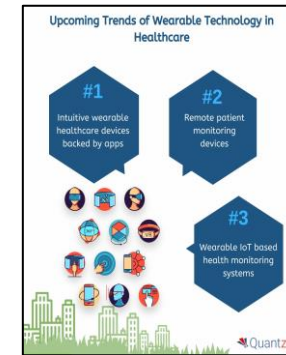 Upcoming Trends of Wearable Technology in
Healthcare
#1
Intuitive wearable
healthcare devices
backed by apps
#2
Remote patient
monitoring
devices
#3
Wearable IoT based
health monitoring
systems
Quantz